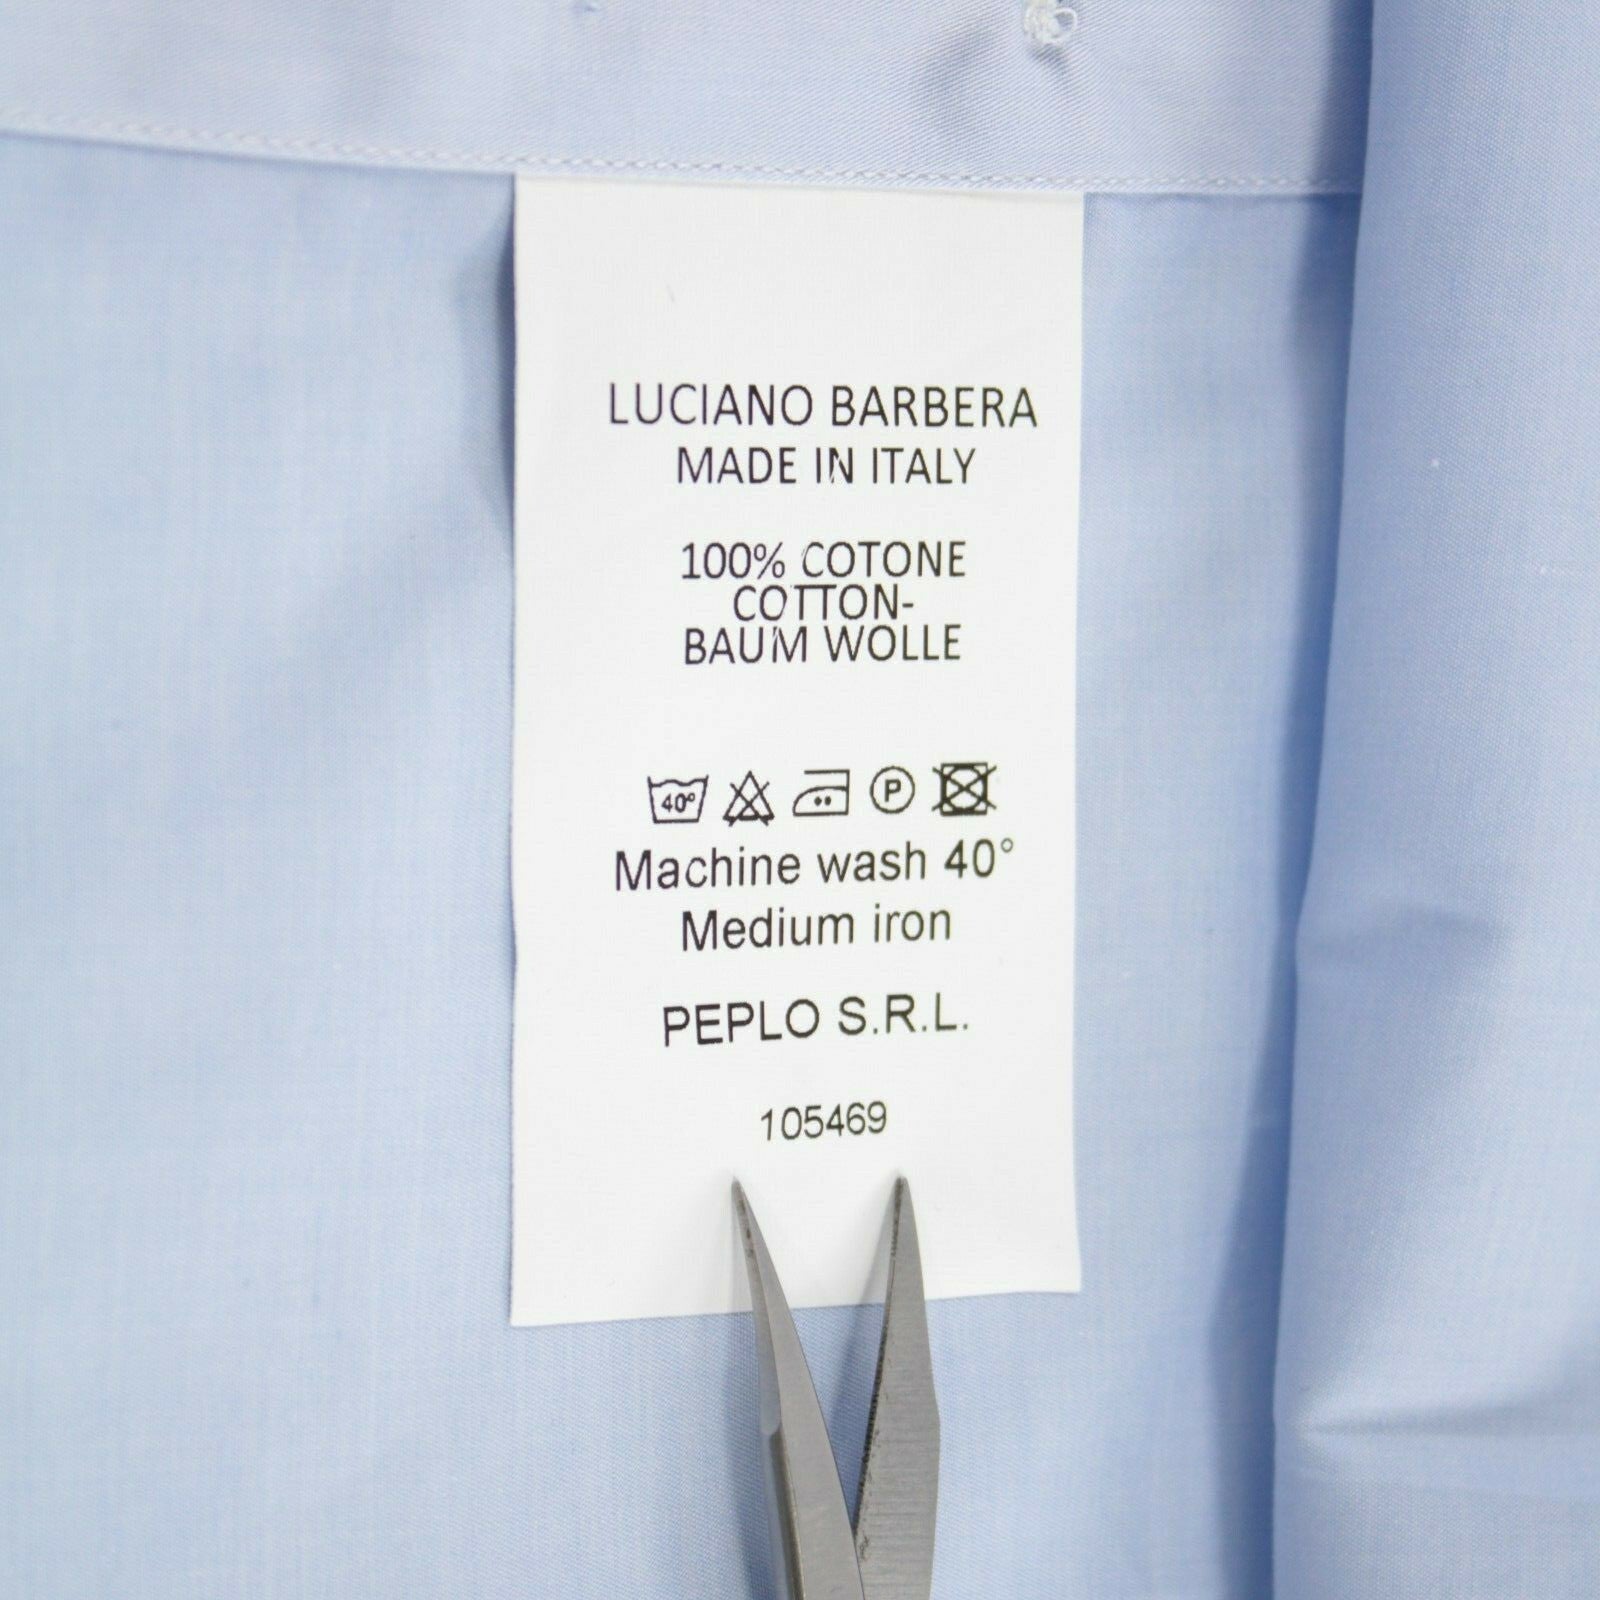 LUCIANO BARBERA
MADE IN ITALY
100% COTONE
COTTON-
BAUM WOLLE
40° P
Machine wash 40°
Medium iron
PEPLO S.R.L.
105469